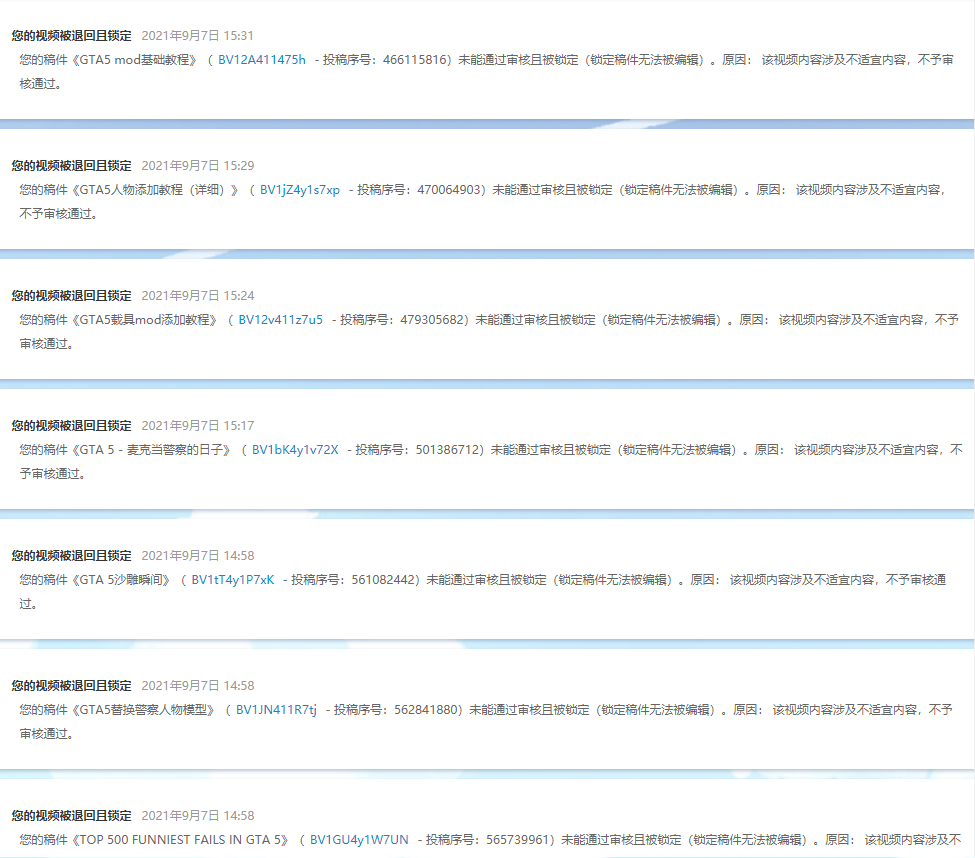 您的视频被退回且锁定 2021年9月7日 15:31
您的稿件《GTA5 mod基础教程》（ BV12A411475h - 投稿序号：466115816）未能通过审核且被锁定（锁定稿件无法被编辑）。原因： 该视频内容涉及不适宜内容，不予审
核通过。
您的视频被退回且锁定 2021年9月7日 15:29
您的稿件《GTA5人物添加教程（详细）》（ BV1jZ4y1s7xp - 投稿序号：470064903）未能通过审核且被锁定（锁定稿件无法被编辑）。原因： 该视频内容涉及不适宜内容，
不予审核通过。
您的视频被退回且锁定 2021年9月7日 15:24
您的稿件《GTA5载具mod添加教程》（ BV12v411z7u5 - 投稿序号：479305682）未能通过审核且被锁定（锁定稿件无法被编辑）。原因： 该视频内容涉及不适宜内容，不予
审核通过。
您的视频被退回且锁定 2021年9月7日 15:17
您的稿件《GTA 5 - 麦克当警察的日子》（ BV1bK4y1v72X - 投稿序号：501386712）未能通过审核且被锁定（锁定稿件无法被编辑）。原因： 该视频内容涉及不适宜内容，不
予审核通过。
您的视频被退回且锁定 2021年9月7日 14:58
您的稿件《GTA 5沙雕瞬间》（ BV1tT4y1P7xK - 投稿序号：561082442）未能通过审核且被锁定（锁定稿件无法被编辑）。原因： 该视频内容涉及不适宜内容，不予审核通
过。
您的视频被退回且锁定 2021年9月7日 14:58
您的稿件《GTA5替换警察人物模型》（ BV1JN411R7tj - 投稿序号：562841880）未能通过审核且被锁定（锁定稿件无法被编辑）。原因： 该视频内容涉及不适宜内容，不予
审核通过。
您的视频被退回且锁定 2021年9月7日 14:58
您的稿件《TOP 500 FUNNIEST FAILS IN GTA 5》（ BV1GU4y1W7UN - 投稿序号：565739961）未能通过审核且被锁定（锁定稿件无法被编辑）。原因： 该视频内容涉及不